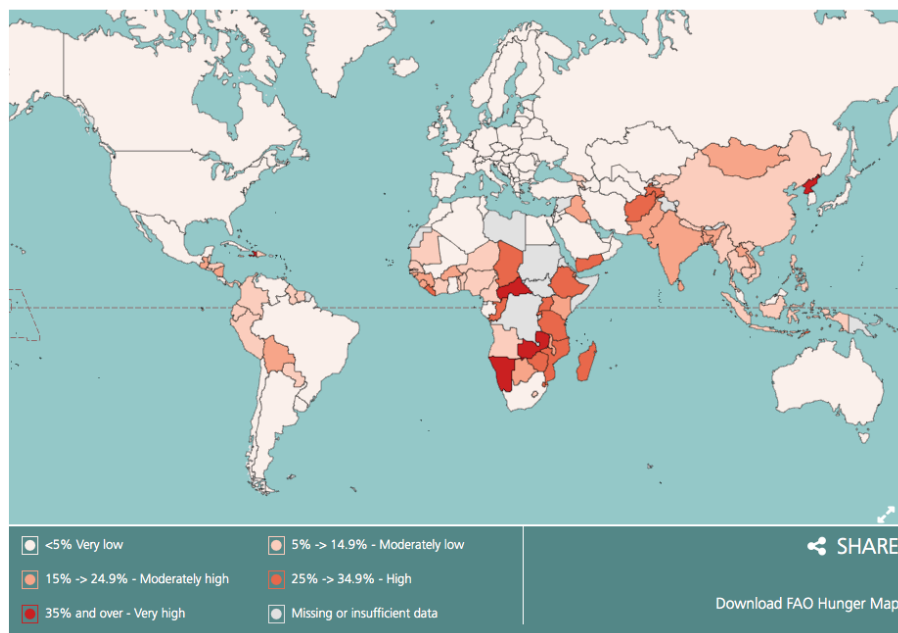 <5% Very low
5% -> 14.9% - Moderately low
SHARE
15% -> 24.9% - Moderately high
25% -> 34.9% - High
35% and over - Very high
Missing or insufficient data
Download FAO Hunger Map